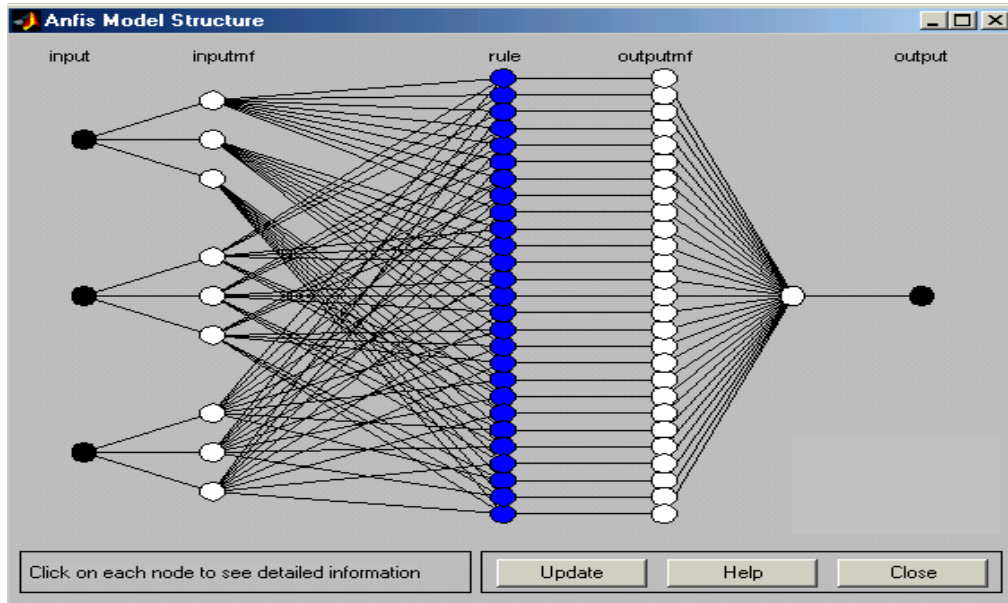 Anfis Model Structure
input inputmf rule outputmf output
Click on each node to see detailed information
Update Help Close